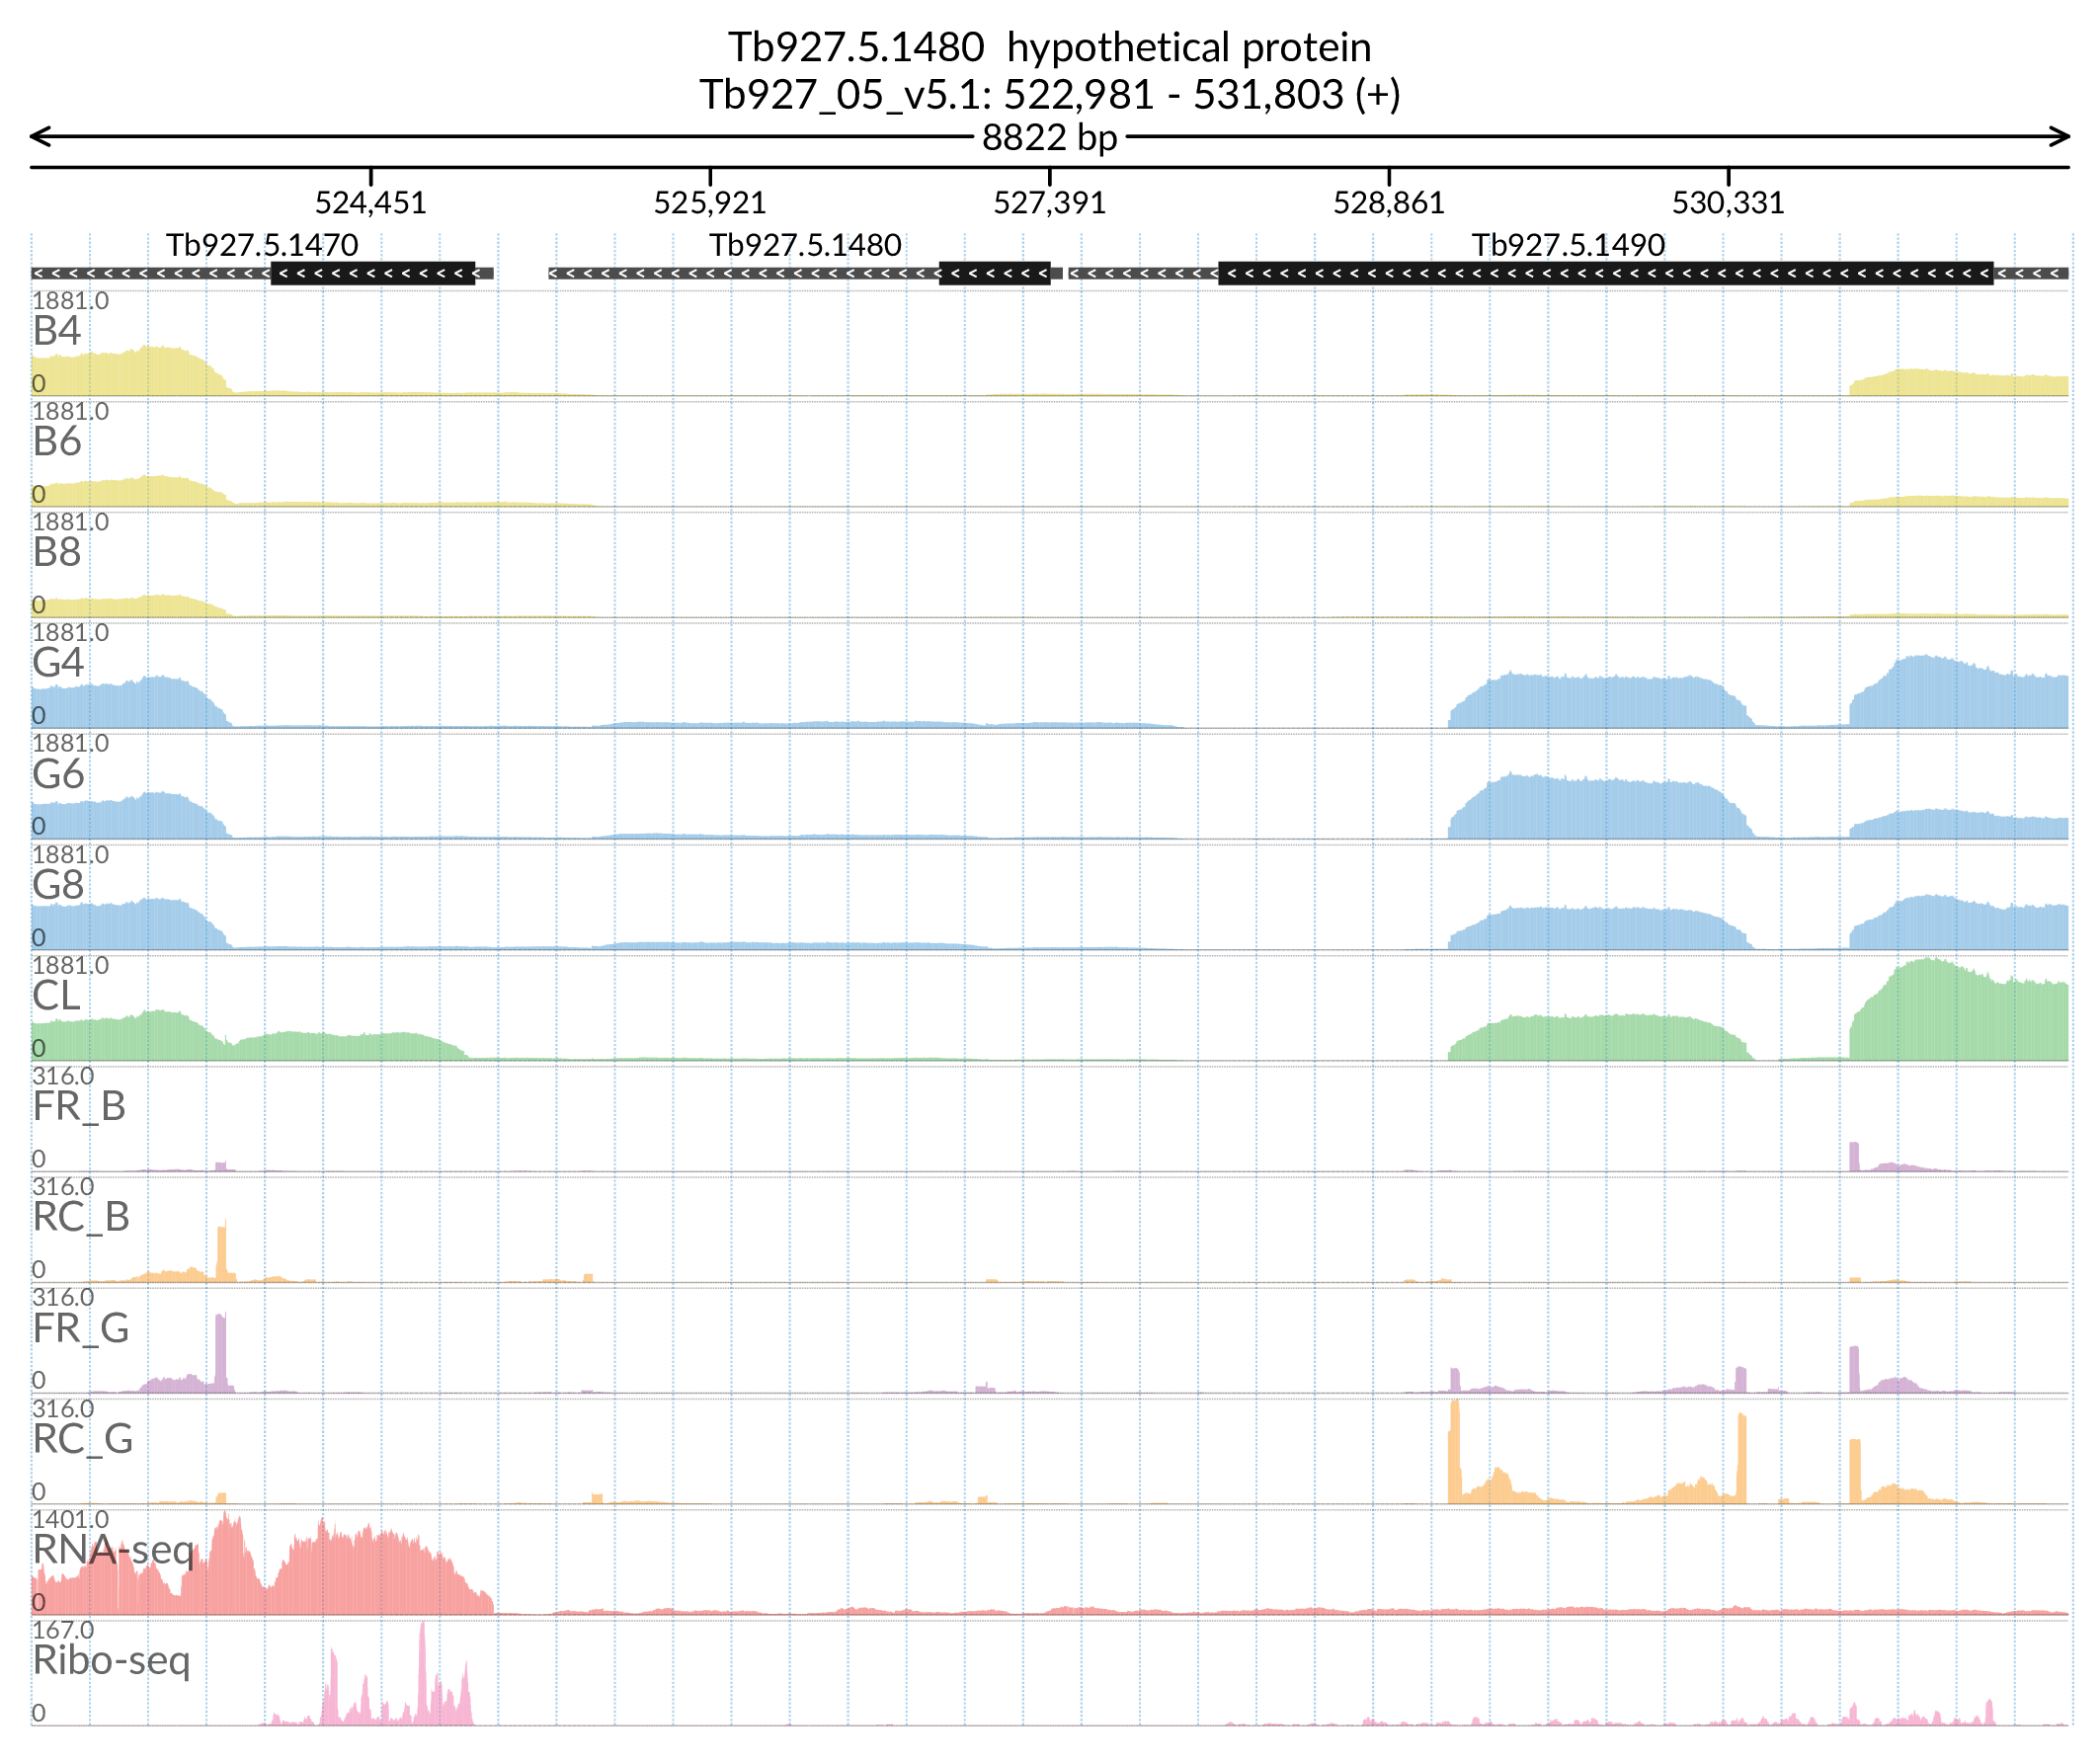 Tb927.5.1480 hypothetical protein
Tb927_05_v5.1: 522,981 - 531,803 (+)
8822 bp
524,451 525,921 527,391 528,861 530,331
Tb927.5.1470 Tb927.5.1480 Tb927.5.1490
1881.0
B4
0
1881.0
B6
0
1881.0
B8
0
1881.0
G4
0
1881.0
G6
0
1881.0
G8
0
1881.0
CL
0
316.0
FR_B
0
316.0
RC_B
0
316.0
FR_G
0
316.0
RC_G
0
1401.0
RNA-seq
0
167.0
Ribo-seq
0